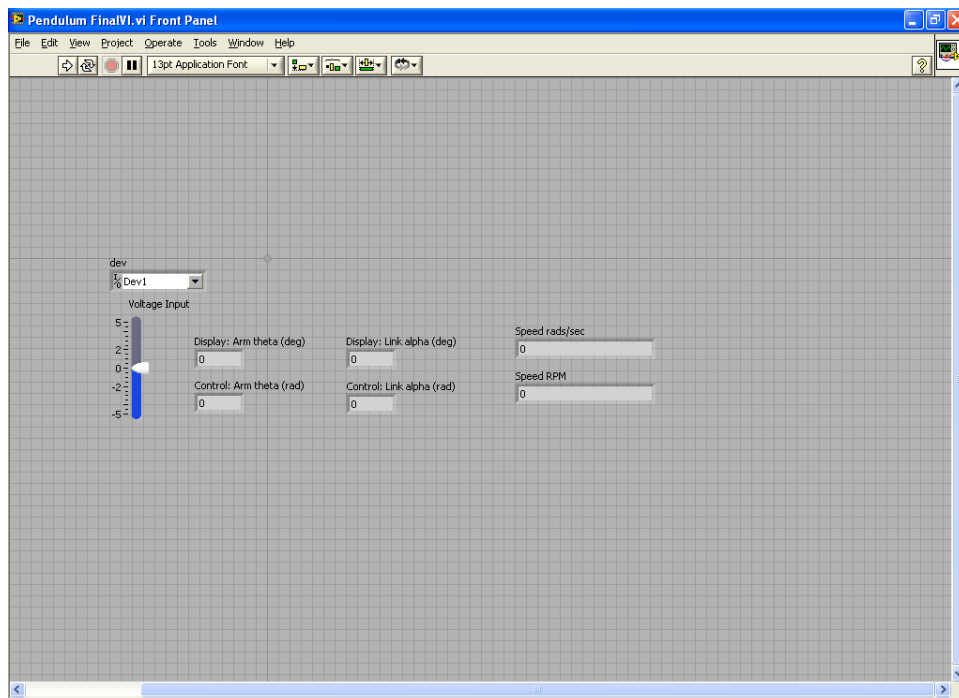 Pendulum FinalVI.vi Front Panel
File Edit View Project Operate Tools Window Help
13pt Application Font
?
dev
I/O Dev1
Voltage Input
5
2
0
-2
-5
Display: Arm theta (deg)
0
Control: Arm theta (rad)
0
Display: Link alpha (deg)
0
Control: Link alpha (rad)
0
Speed rads/sec
0
Speed RPM
0